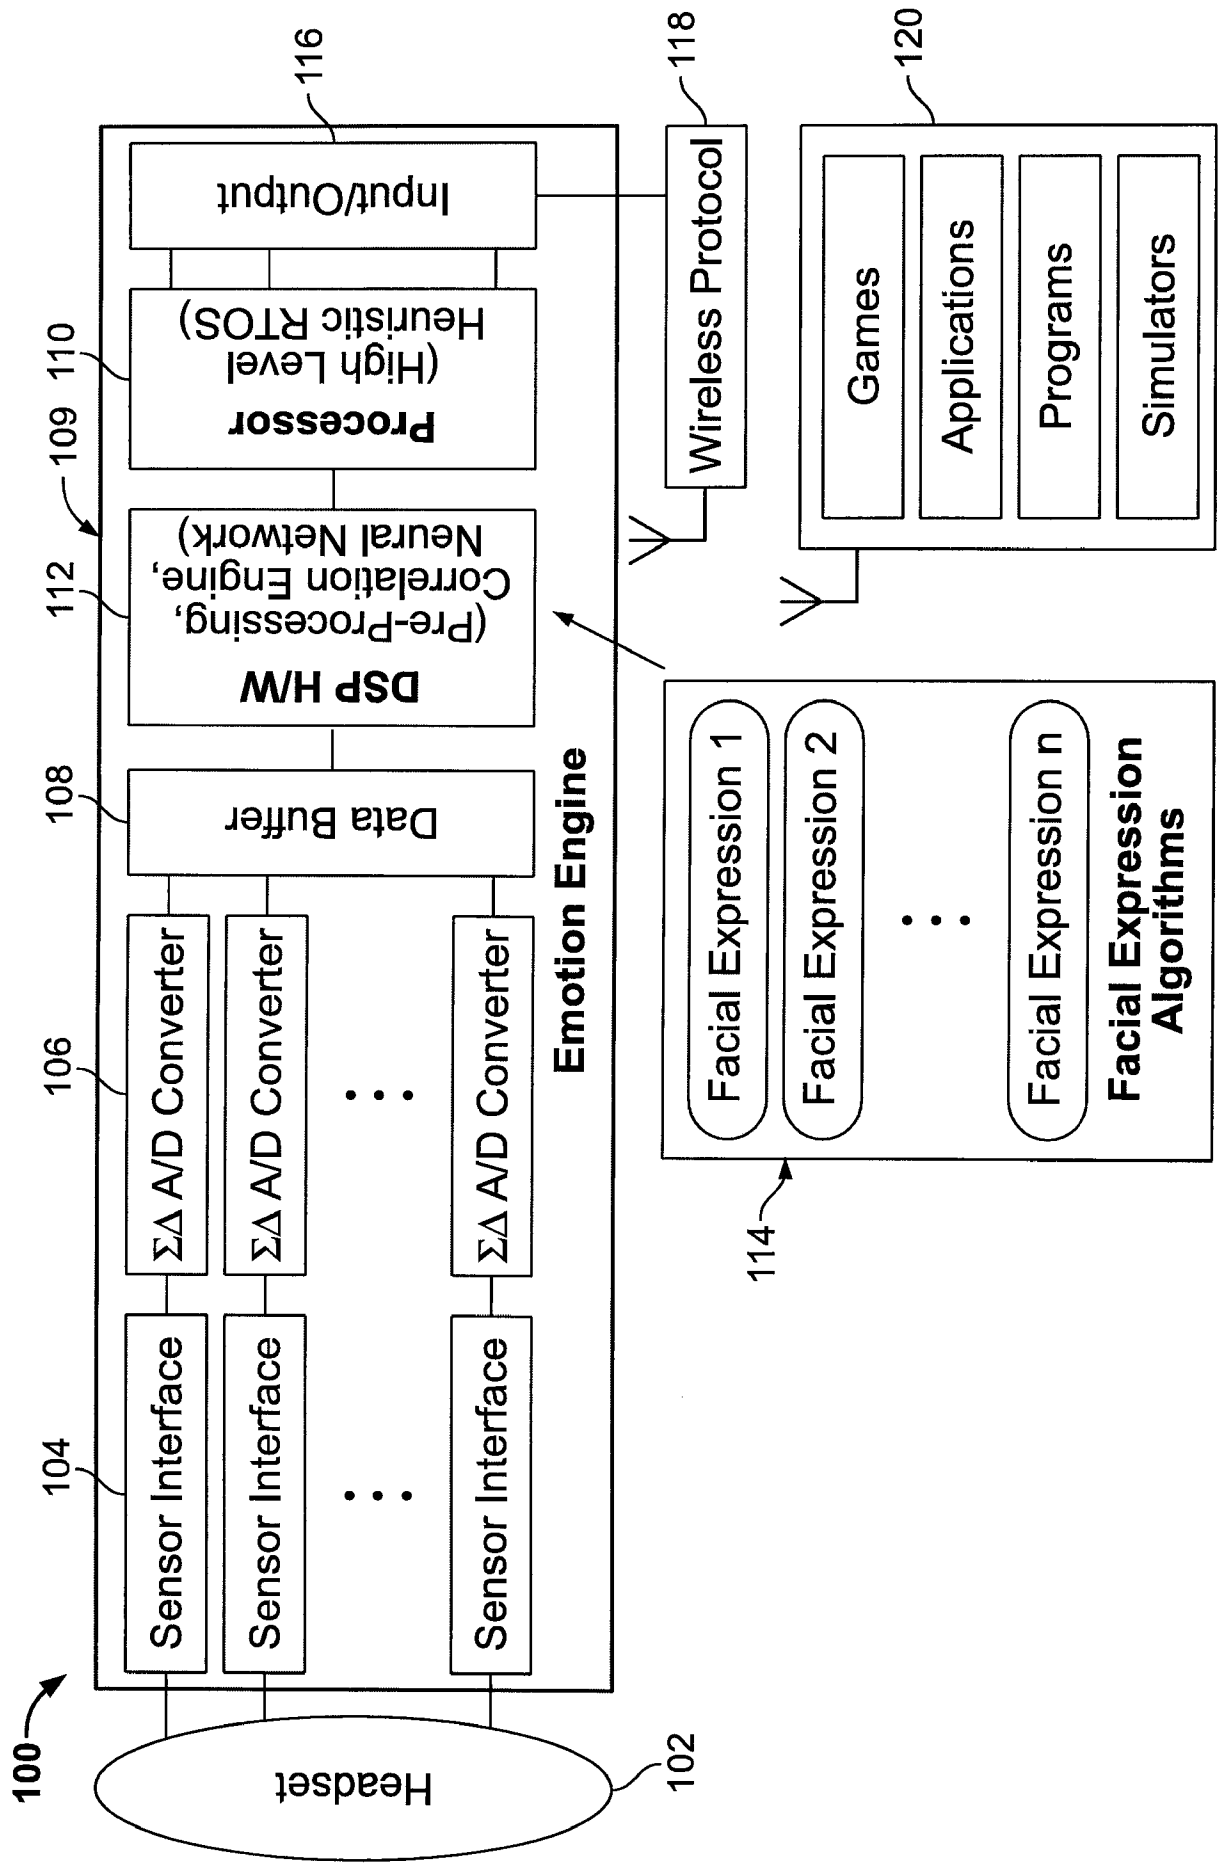 100
109
104
106
108
112
110
116
Headset
102
Sensor Interface
Sensor Interface
• • •
Sensor Interface
ΣΔ A/D Converter
ΣΔ A/D Converter
• • •
ΣΔ A/D Converter
Data Buffer
DSP H/W
(Pre-Processing,
Correlation Engine,
Neural Network)
Processor
(High Level
Heuristic RTOS)
Input/Output
Emotion Engine
114
Facial Expression 1
Facial Expression 2
• • •
Facial Expression n
Facial Expression
Algorithms
Wireless Protocol
118
Games
Applications
Programs
Simulators
120